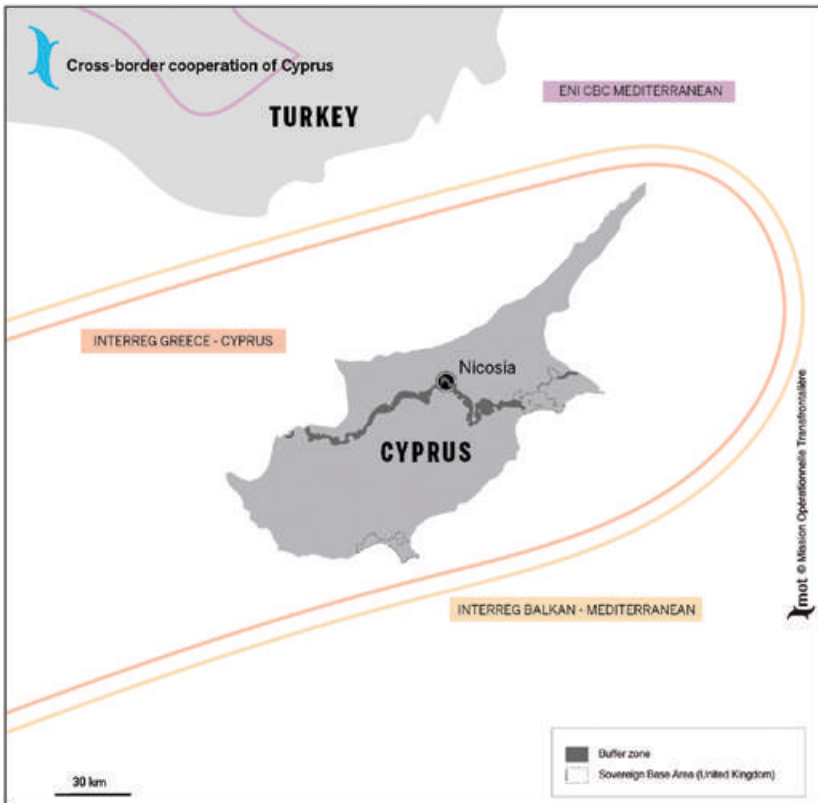 Cross-border cooperation of Cyprus
ENI CBC MEDITERRANEAN
TURKEY
INTERREG GREECE - CYPRUS
Nicosia
CYPRUS
mot © Mission Opérationnelle Transfrontalière
INTERREG BALKAN - MEDITERRANEAN
Buffer zone
Sovereign Base Area (United Kingdom)
30 km